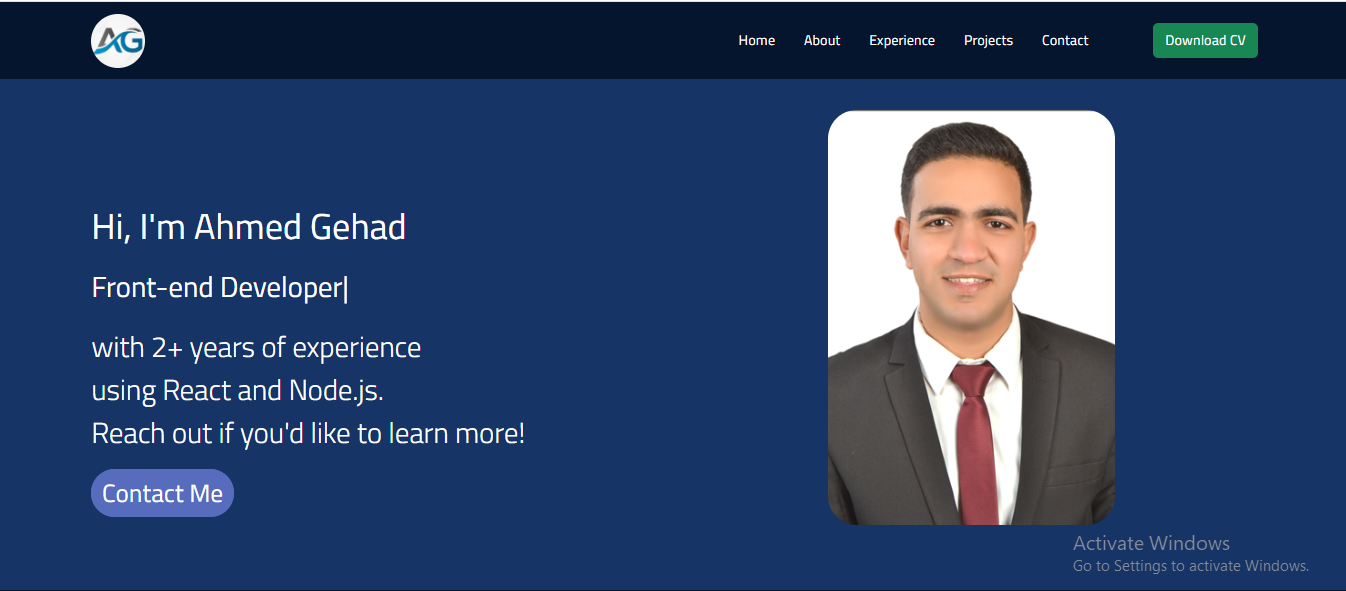 AG
Home
About
Experience
Projects
Contact
Download CV
Hi, I'm Ahmed Gehad
Front-end Developer|
with 2+ years of experience
using React and Node.js.
Reach out if you'd like to learn more!
Contact Me
Activate Windows
Go to Settings to activate Windows.